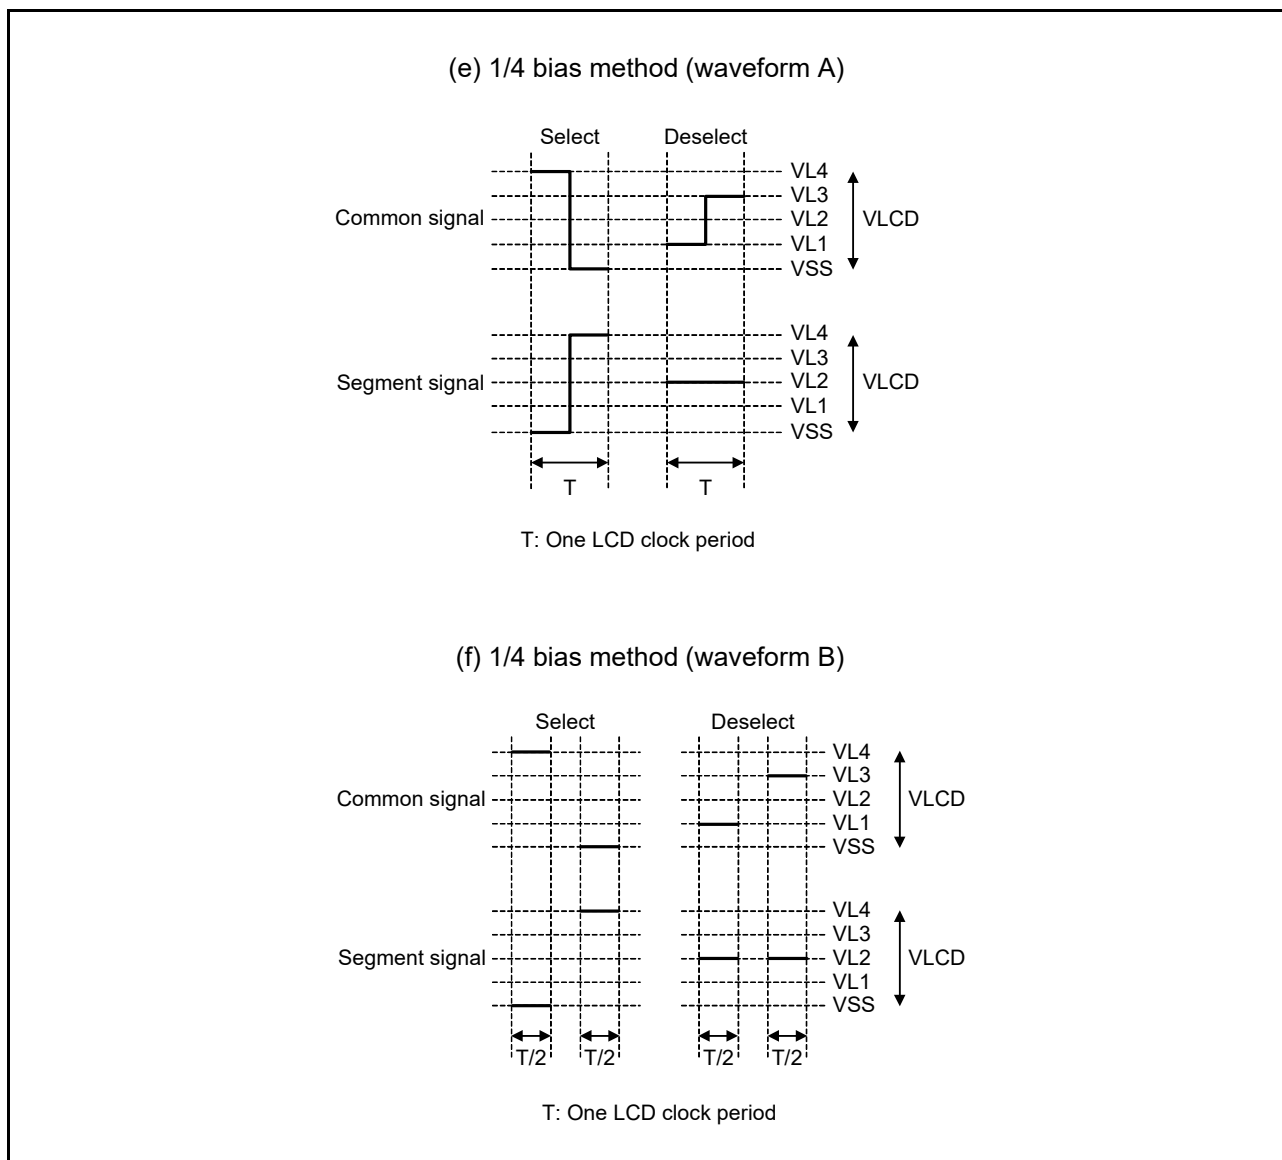 (e) 1/4 bias method (waveform A)
Select Deselect
VL4
VL3
Common signal VL2 VLCD
VL1
VSS
VL4
VL3
Segment signal VL2 VLCD
VL1
VSS
T T
T: One LCD clock period
(f) 1/4 bias method (waveform B)
Select Deselect
VL4
VL3
Common signal VL2 VLCD
VL1
VSS
VL4
VL3
Segment signal VL2 VLCD
VL1
VSS
T/2 T/2 T/2 T/2
T: One LCD clock period